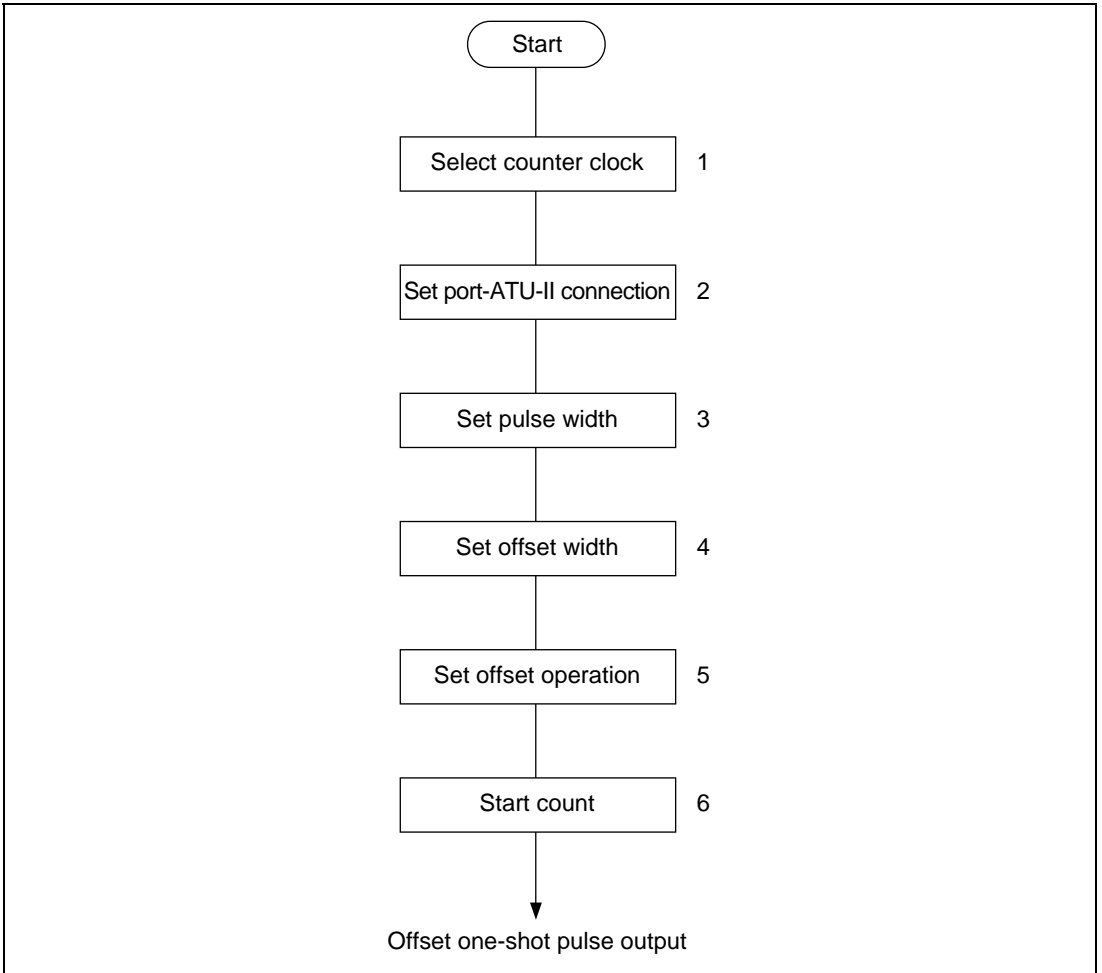 Start
Select counter clock 1
Set port-ATU-II connection 2
Set pulse width 3
Set offset width 4
Set offset operation 5
Start count 6
Offset one-shot pulse output